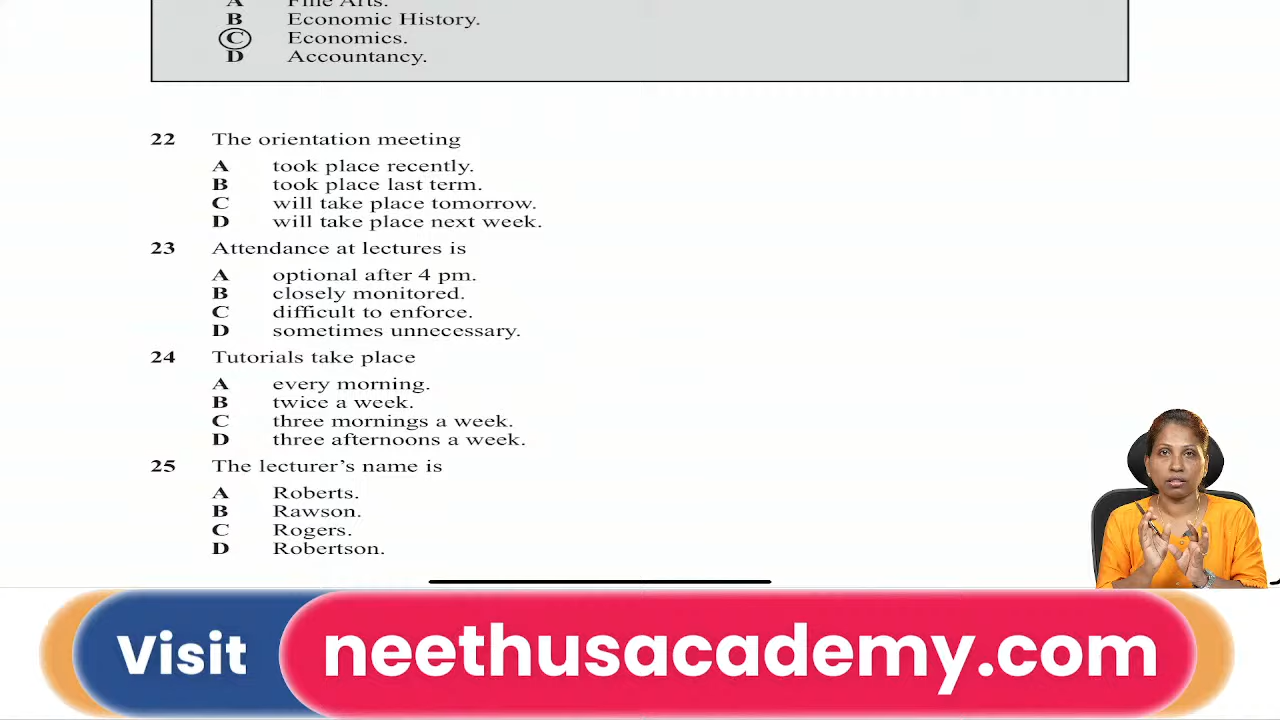 A Fine Arts.
B Economic History.
C Economics.
D Accountancy.
22 The orientation meeting
A took place recently.
B took place last term.
C will take place tomorrow.
D will take place next week.
23 Attendance at lectures is
A optional after 4 pm.
B closely monitored.
C difficult to enforce.
D sometimes unnecessary.
24 Tutorials take place
A every morning.
B twice a week.
C three mornings a week.
D three afternoons a week.
25 The lecturer’s name is
A Roberts.
B Rawson.
C Rogers.
D Robertson.
Visit neethusacademy.com